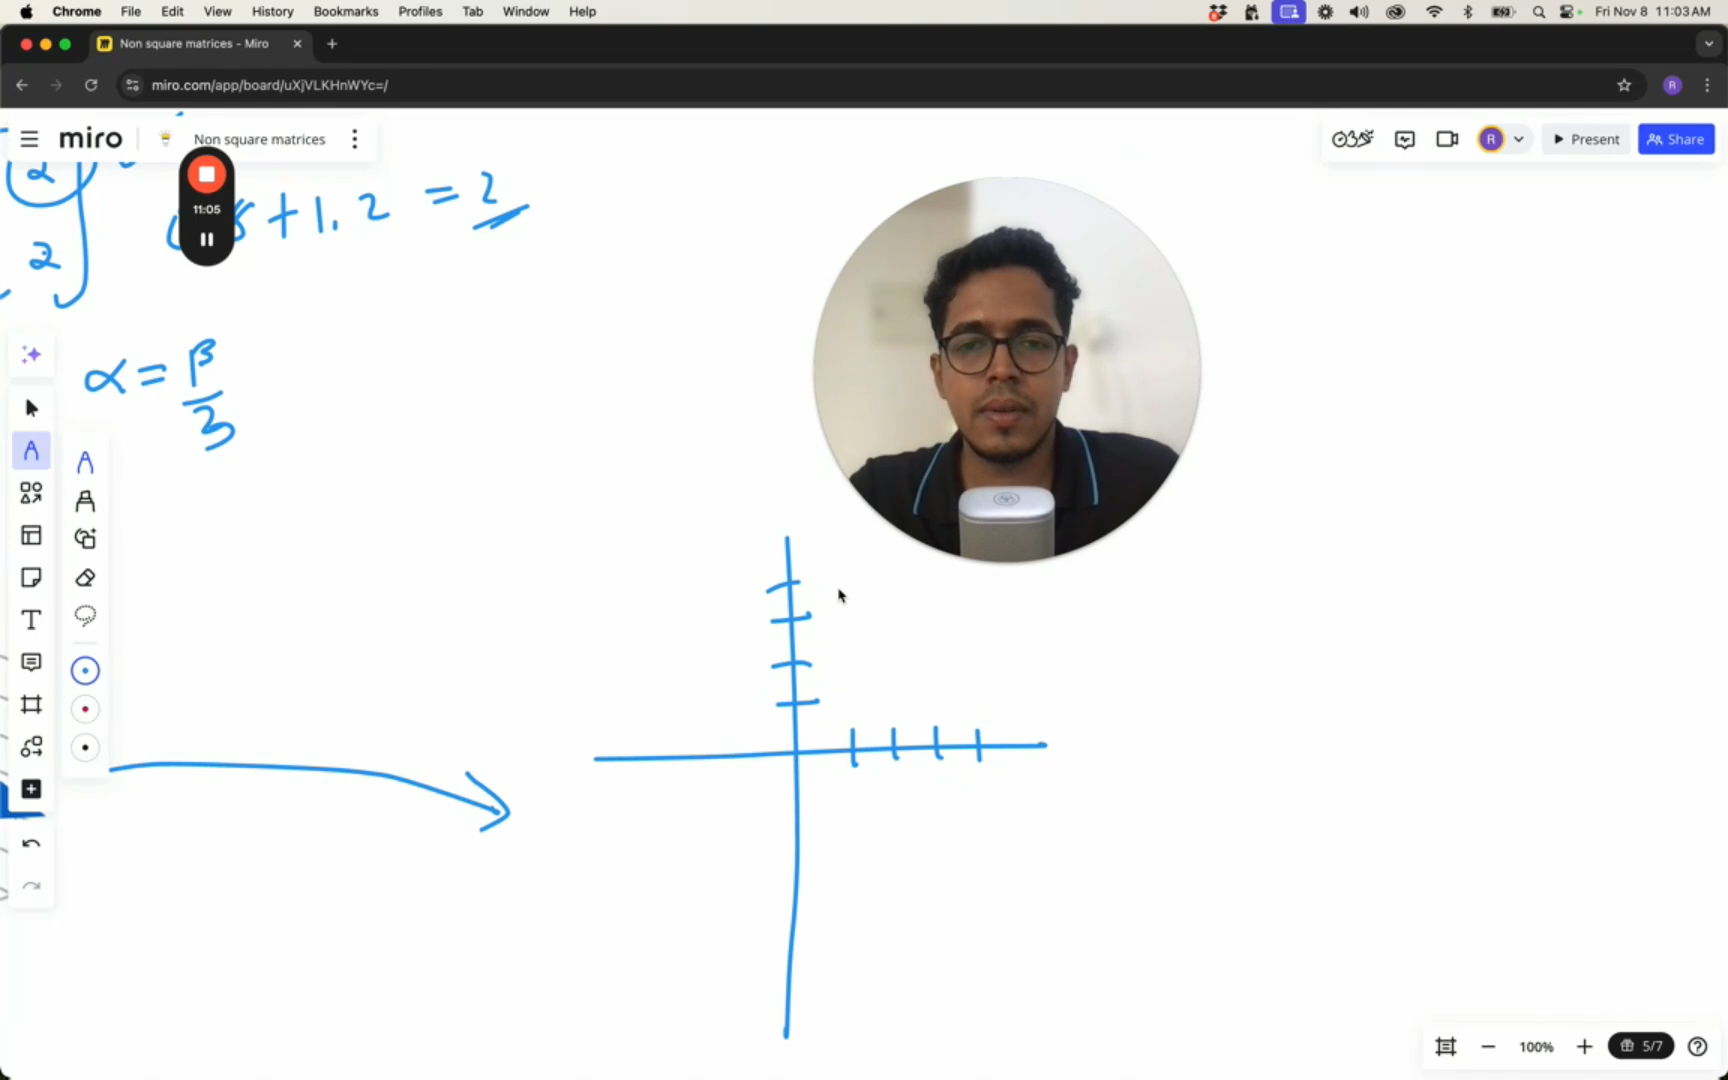 Chrome File Edit View History Bookmarks Profiles Tab Window Help Fri Nov 8 11:03 AM
Non square matrices - Miro
miro.com/app/board/uXjVLKHnWYc=/ R
miro Non square matrices R Present Share
2
11:05
+ 1. 2 = 2
2
α = β
3
T
100% 5/7